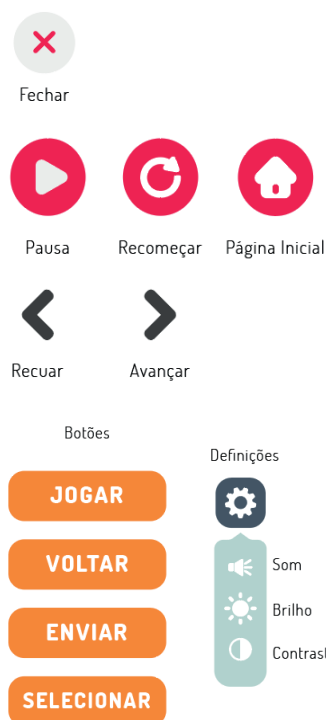 Fechar
Pausa Recomeçar Página Inicial
Recuar Avançar
Botões
JOGAR
VOLTAR
ENVIAR
SELECIONAR
Definições
Som
Brilho
Contrast